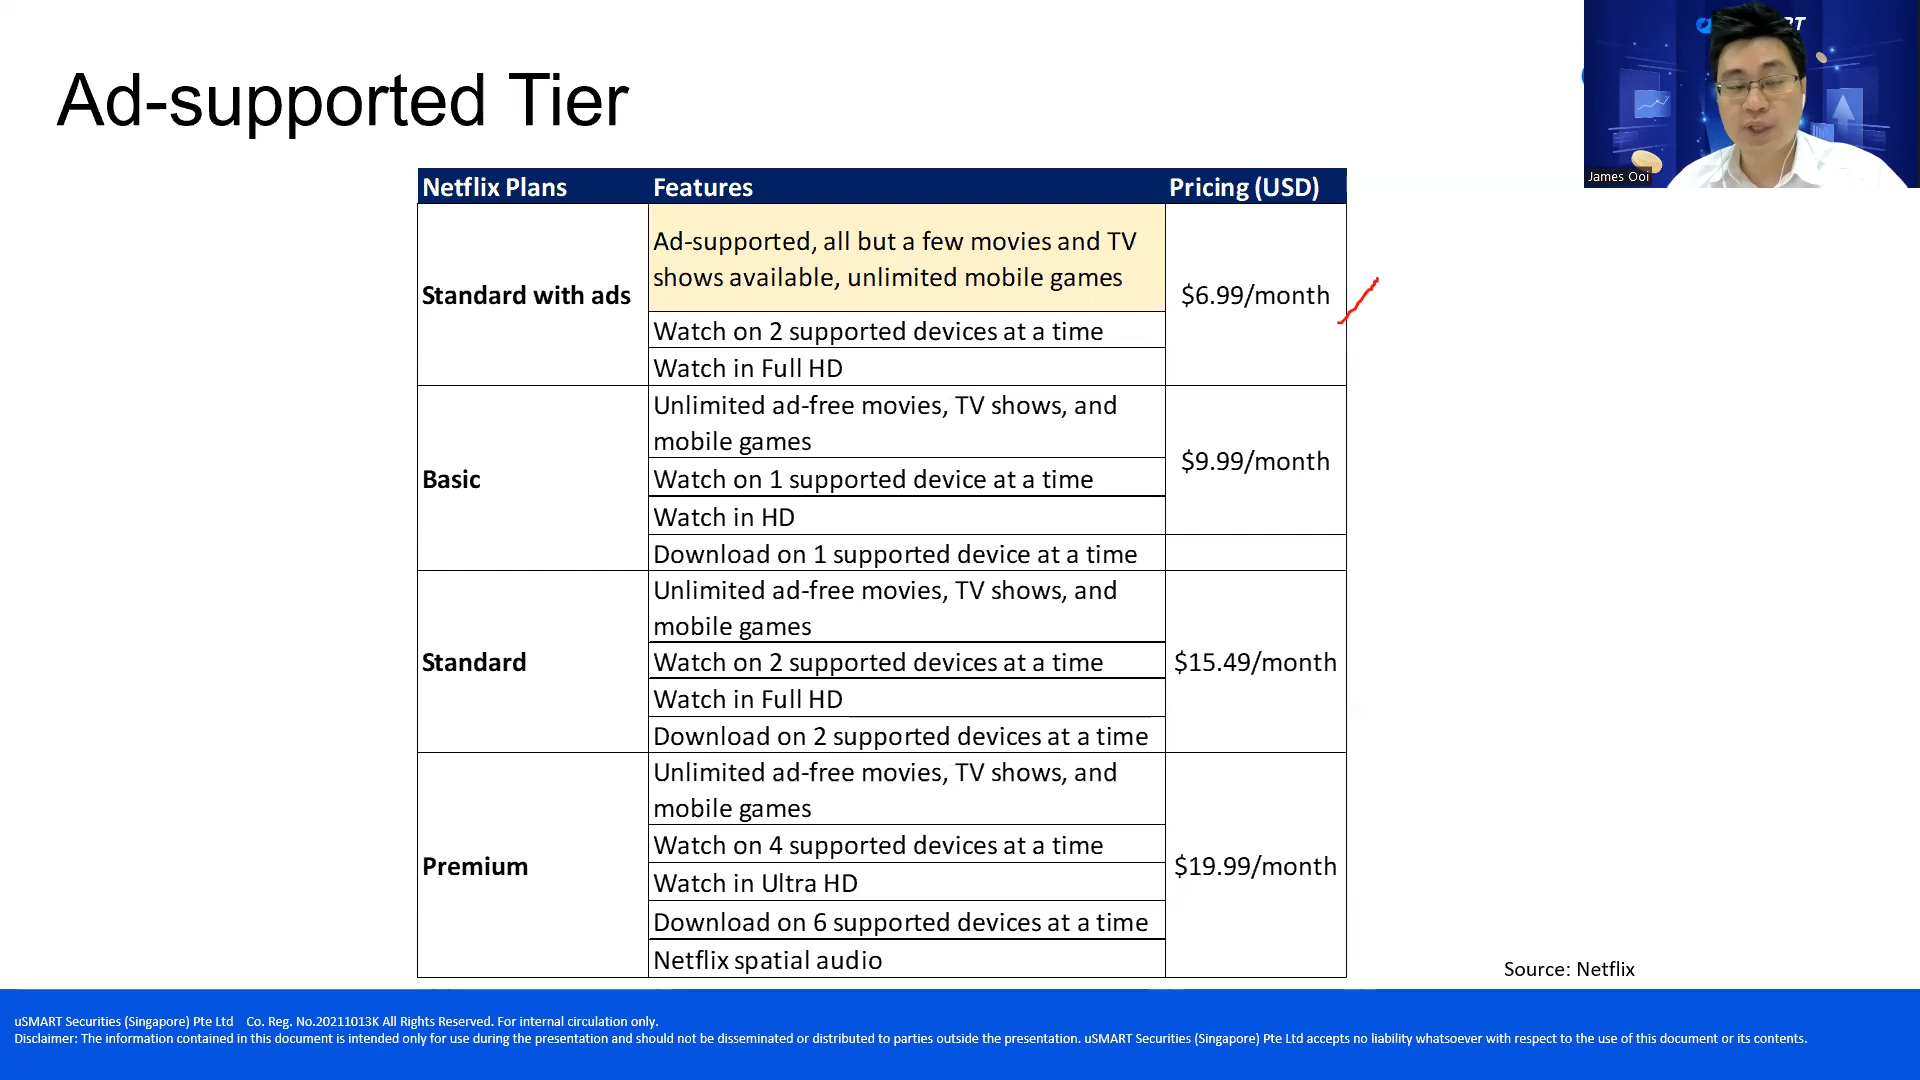 Ad-supported Tier
James Ooi
Netflix Plans Features Pricing (USD)
Standard with ads
Ad-supported, all but a few movies and TV
shows available, unlimited mobile games
Watch on 2 supported devices at a time
Watch in Full HD
$6.99/month
Basic
Unlimited ad-free movies, TV shows, and
mobile games
Watch on 1 supported device at a time
Watch in HD
Download on 1 supported device at a time
$9.99/month
Standard
Unlimited ad-free movies, TV shows, and
mobile games
Watch on 2 supported devices at a time
Watch in Full HD
Download on 2 supported devices at a time
$15.49/month
Premium
Unlimited ad-free movies, TV shows, and
mobile games
Watch on 4 supported devices at a time
Watch in Ultra HD
Download on 6 supported devices at a time
Netflix spatial audio
$19.99/month
Source: Netflix
uSMART Securities (Singapore) Pte Ltd Co. Reg. No.20211013K All Rights Reserved. For internal circulation only.
Disclaimer: The information contained in this document is intended only for use during the presentation and should not be disseminated or distributed to parties outside the presentation. uSMART Securities (Singapore) Pte Ltd accepts no liability whatsoever with respect to the use of this document or its contents.